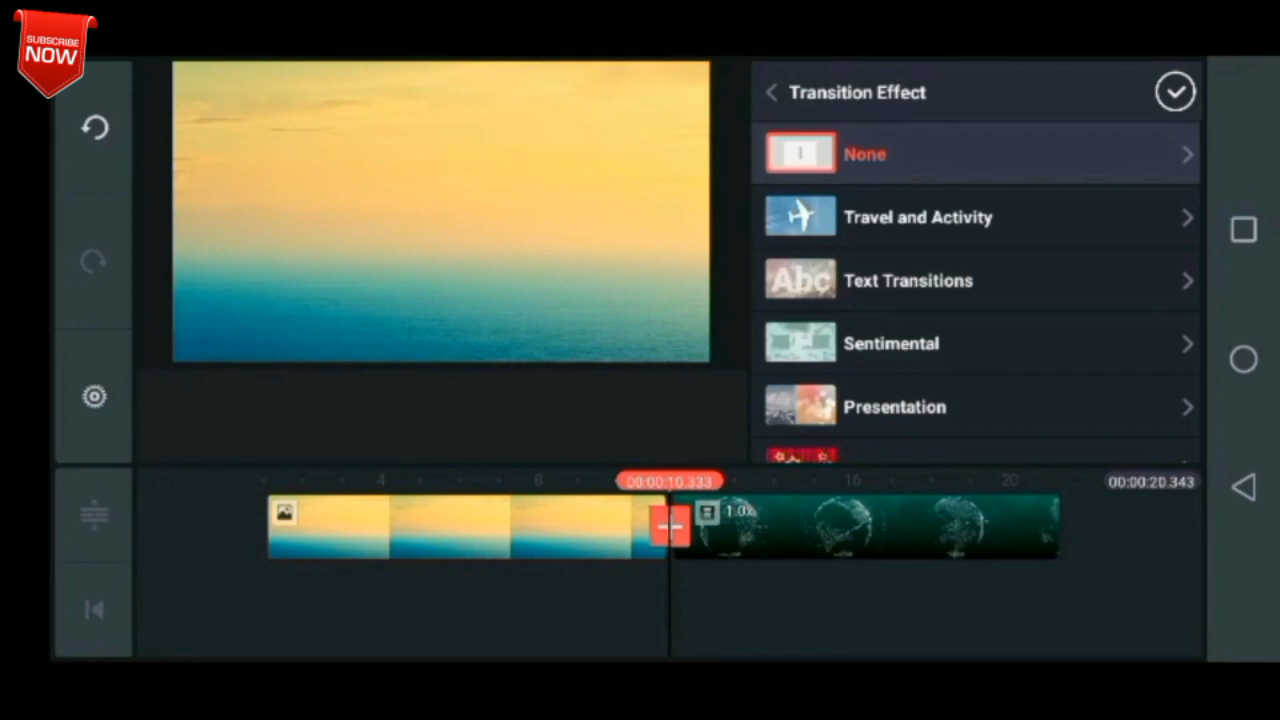 SUBSCRIBE
NOW
Transition Effect
None
Travel and Activity
Abc
Text Transitions
Sentimental
Presentation
4
8
00:00:10.333
16
20
00:00:20.343
1.0x